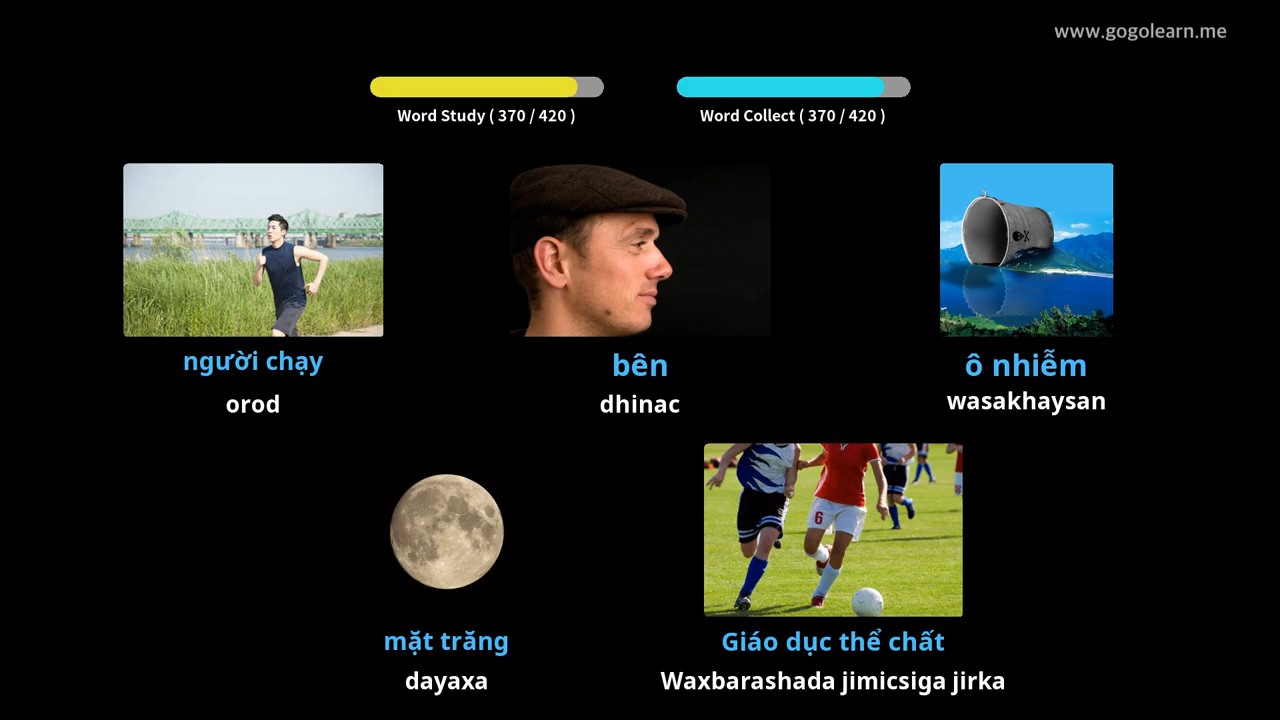 www.gogolearn.me
Word Study ( 370 / 420 )
Word Collect ( 370 / 420 )
người chạy
bên
ô nhiễm
orod
dhinac
wasakhaysan
6
mặt trăng
Giáo dục thể chất
dayaxa
Waxbarashada jimicsiga jirka